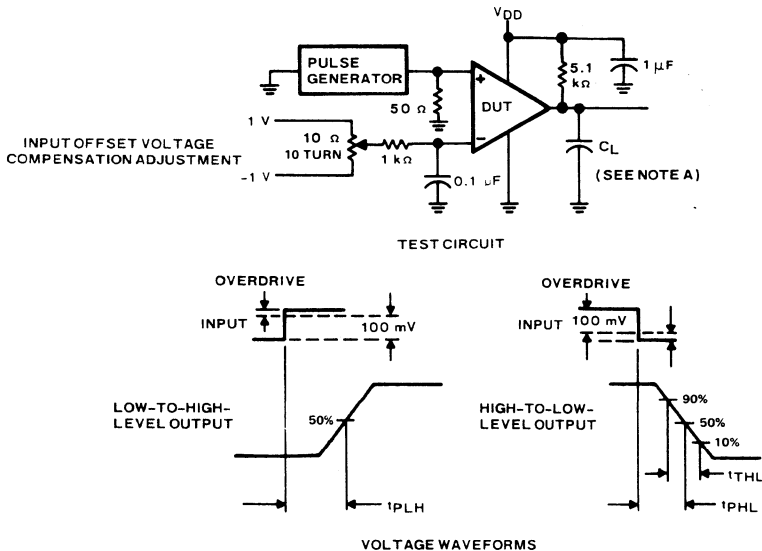 VDD
PULSE
GENERATOR
+
DUT
−
5.1
kΩ
1 μF
50 Ω
1 V
INPUT OFFSET VOLTAGE
COMPENSATION ADJUSTMENT
10 Ω
10 TURN
-1 V
1 kΩ
0.1 μF
CL
(SEE NOTE A)
TEST CIRCUIT
OVERDRIVE
INPUT
100 mV
LOW-TO-HIGH-
LEVEL OUTPUT
50%
tPLH
OVERDRIVE
INPUT
100 mV
HIGH-TO-LOW-
LEVEL OUTPUT
90%
50%
10%
tTHL
tPHL
VOLTAGE WAVEFORMS